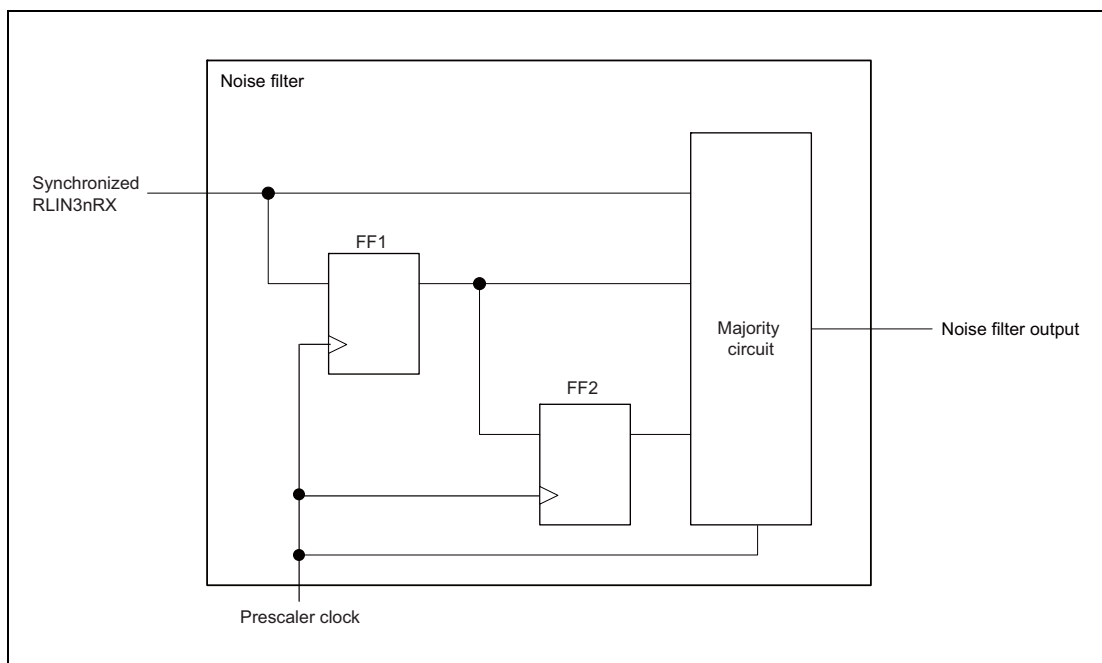 Noise filter
Synchronized
RLIN3nRX
FF1
Majority
circuit
Noise filter output
FF2
Prescaler clock